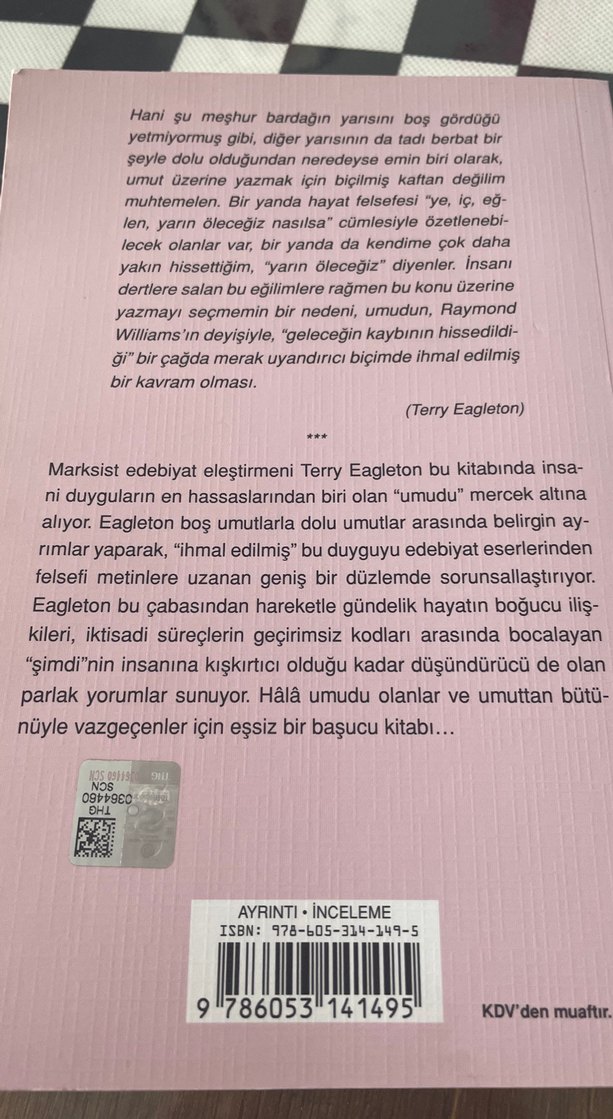 Hani şu meşhur bardağın yarısını boş gördüğü
yetmiyormuş gibi, diğer yarısının da tadı berbat bir
şeyle dolu olduğundan neredeyse emin biri olarak,
umut üzerine yazmak için biçilmiş kaftan değilim
muhtemelen. Bir yanda hayat felsefesi “ye, iç, eğ-
len, yarın öleceğiz nasılsa” cümlesiyle özetlenebi-
lecek olanlar var, bir yanda da kendime çok daha
yakın hissettiğim, “yarın öleceğiz” diyenler. İnsanı
dertlere salan bu eğilimlere rağmen bu konu üzerine
yazmayı seçmemin bir nedeni, umudun, Raymond
Williams’ın deyişiyle, “geleceğin kaybının hissedildi-
ği” bir çağda merak uyandırıcı biçimde ihmal edilmiş
bir kavram olması.
(Terry Eagleton)
***
Marksist edebiyat eleştirmeni Terry Eagleton bu kitabında insa-
ni duyguların en hassaslarından biri olan “umudu” mercek altına
alıyor. Eagleton boş umutlarla dolu umutlar arasında belirgin ay-
rımlar yaparak, “ihmal edilmiş” bu duyguyu edebiyat eserlerinden
felsefi metinlere uzanan geniş bir düzlemde sorunsallaştırıyor.
Eagleton bu çabasından hareketle gündelik hayatın boğucu iliş-
kileri, iktisadi süreçlerin geçirimsiz kodları arasında bocalayan
“şimdi”nin insanına kışkırtıcı olduğu kadar düşündürücü de olan
parlak yorumlar sunuyor. Hâlâ umudu olanlar ve umuttan bütü-
nüyle vazgeçenler için eşsiz bir başucu kitabı...
THG
0364460
SCN
AYRINTI • İNCELEME
ISBN: 978-605-314-149-5
9 786053 141495
KDV’den muaftır.